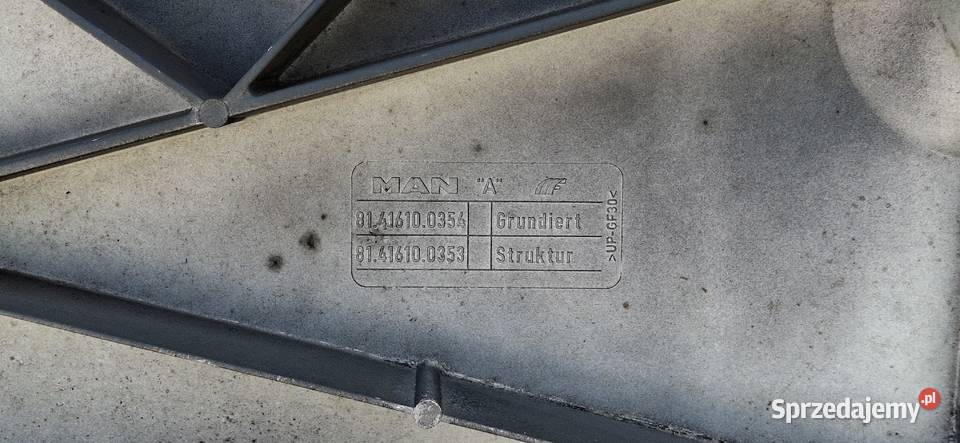 MAN "A"
81.41610.0354 Grundiert
81.41610.0353 Struktur
>UP-GF30<
Sprzedajemy.pl